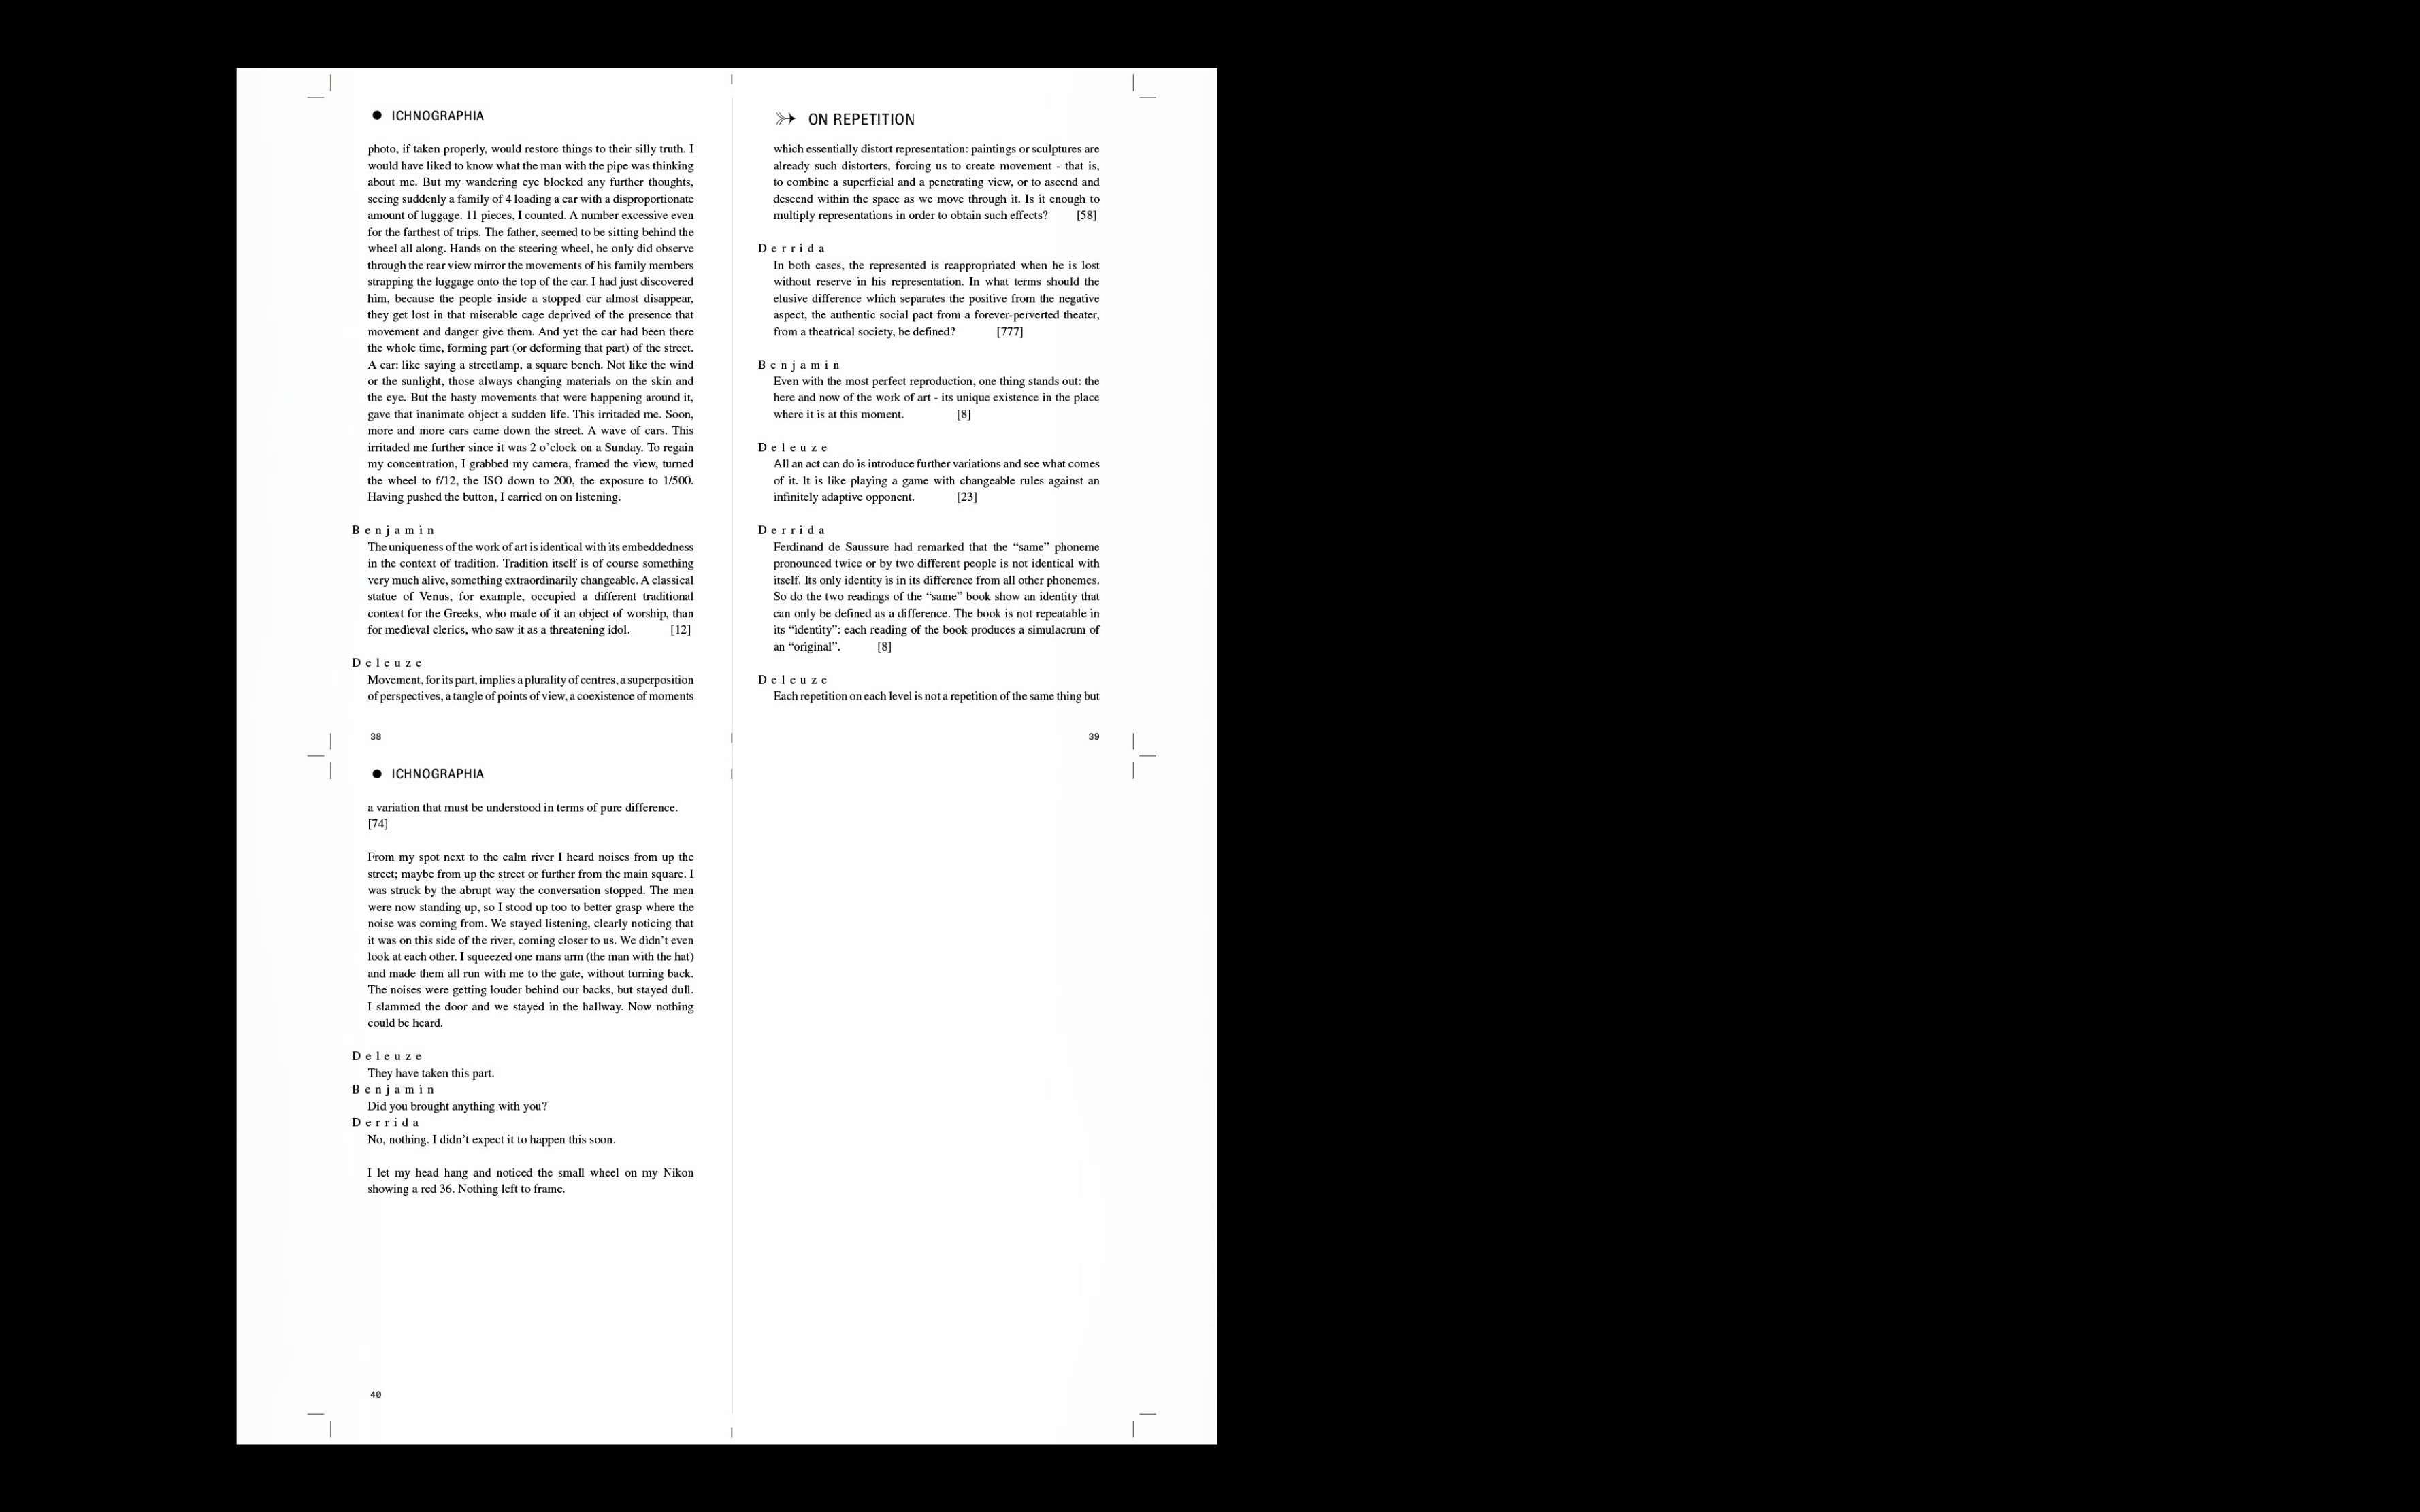 ICHNOGRAPHIA
photo, if taken properly, would restore things to their silly truth. I
would have liked to know what the man with the pipe was thinking
about me. But my wandering eye blocked any further thoughts,
seeing suddenly a family of 4 loading a car with a disproportionate
amount of luggage. 11 pieces, I counted. A number excessive even
for the farthest of trips. The father, seemed to be sitting behind the
wheel all along. Hands on the steering wheel, he only did observe
through the rear view mirror the movements of his family members
strapping the luggage onto the top of the car. I had just discovered
him, because the people inside a stopped car almost disappear,
they get lost in that miserable cage deprived of the presence that
movement and danger give them. And yet the car had been there
the whole time, forming part (or deforming that part) of the street.
A car: like saying a streetlamp, a square bench. Not like the wind
or the sunlight, those always changing materials on the skin and
the eye. But the hasty movements that were happening around it,
gave that inanimate object a sudden life. This irritaded me. Soon,
more and more cars came down the street. A wave of cars. This
irritaded me further since it was 2 o’clock on a Sunday. To regain
my concentration, I grabbed my camera, framed the view, turned
the wheel to f/12, the ISO down to 200, the exposure to 1/500.
Having pushed the button, I carried on on listening.
Benjamin
The uniqueness of the work of art is identical with its embeddedness
in the context of tradition. Tradition itself is of course something
very much alive, something extraordinarily changeable. A classical
statue of Venus, for example, occupied a different traditional
context for the Greeks, who made of it an object of worship, than
for medieval clerics, who saw it as a threatening idol. [12]
Deleuze
Movement, for its part, implies a plurality of centres, a superposition
of perspectives, a tangle of points of view, a coexistence of moments
38
ON REPETITION
which essentially distort representation: paintings or sculptures are
already such distorters, forcing us to create movement - that is,
to combine a superficial and a penetrating view, or to ascend and
descend within the space as we move through it. Is it enough to
multiply representations in order to obtain such effects? [58]
Derrida
In both cases, the represented is reappropriated when he is lost
without reserve in his representation. In what terms should the
elusive difference which separates the positive from the negative
aspect, the authentic social pact from a forever-perverted theater,
from a theatrical society, be defined? [777]
Benjamin
Even with the most perfect reproduction, one thing stands out: the
here and now of the work of art - its unique existence in the place
where it is at this moment. [8]
Deleuze
All an act can do is introduce further variations and see what comes
of it. It is like playing a game with changeable rules against an
infinitely adaptive opponent. [23]
Derrida
Ferdinand de Saussure had remarked that the “same” phoneme
pronounced twice or by two different people is not identical with
itself. Its only identity is in its difference from all other phonemes.
So do the two readings of the “same” book show an identity that
can only be defined as a difference. The book is not repeatable in
its “identity”: each reading of the book produces a simulacrum of
an “original”. [8]
Deleuze
Each repetition on each level is not a repetition of the same thing but
39
ICHNOGRAPHIA
a variation that must be understood in terms of pure difference.
[74]
From my spot next to the calm river I heard noises from up the
street; maybe from up the street or further from the main square. I
was struck by the abrupt way the conversation stopped. The men
were now standing up, so I stood up too to better grasp where the
noise was coming from. We stayed listening, clearly noticing that
it was on this side of the river, coming closer to us. We didn’t even
look at each other. I squeezed one mans arm (the man with the hat)
and made them all run with me to the gate, without turning back.
The noises were getting louder behind our backs, but stayed dull.
I slammed the door and we stayed in the hallway. Now nothing
could be heard.
Deleuze
They have taken this part.
Benjamin
Did you brought anything with you?
Derrida
No, nothing. I didn’t expect it to happen this soon.
I let my head hang and noticed the small wheel on my Nikon
showing a red 36. Nothing left to frame.
40